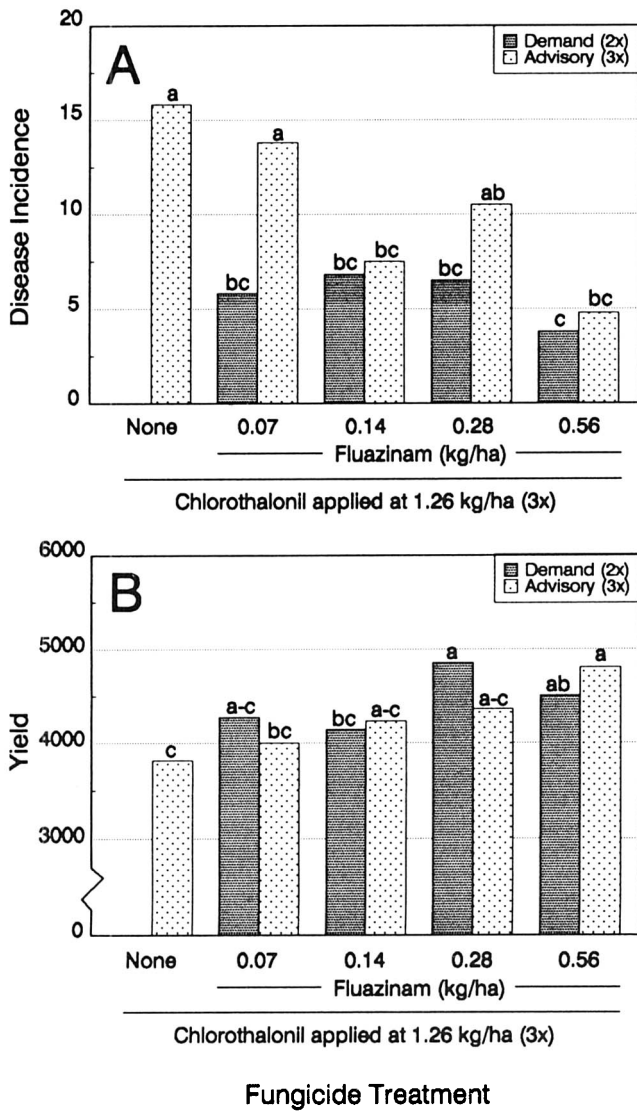 A
Demand (2x)
Advisory (3x)
20
15
10
5
0
Disease Incidence
a
bc
a
bc
bc
bc
ab
c
bc
None 0.07 0.14 0.28 0.56
Fluazinam (kg/ha)
Chlorothalonil applied at 1.26 kg/ha (3x)
B
Demand (2x)
Advisory (3x)
6000
5000
4000
3000
0
Yield
c
a-c
bc
bc
a-c
a
a-c
ab
a
None 0.07 0.14 0.28 0.56
Fluazinam (kg/ha)
Chlorothalonil applied at 1.26 kg/ha (3x)
Fungicide Treatment